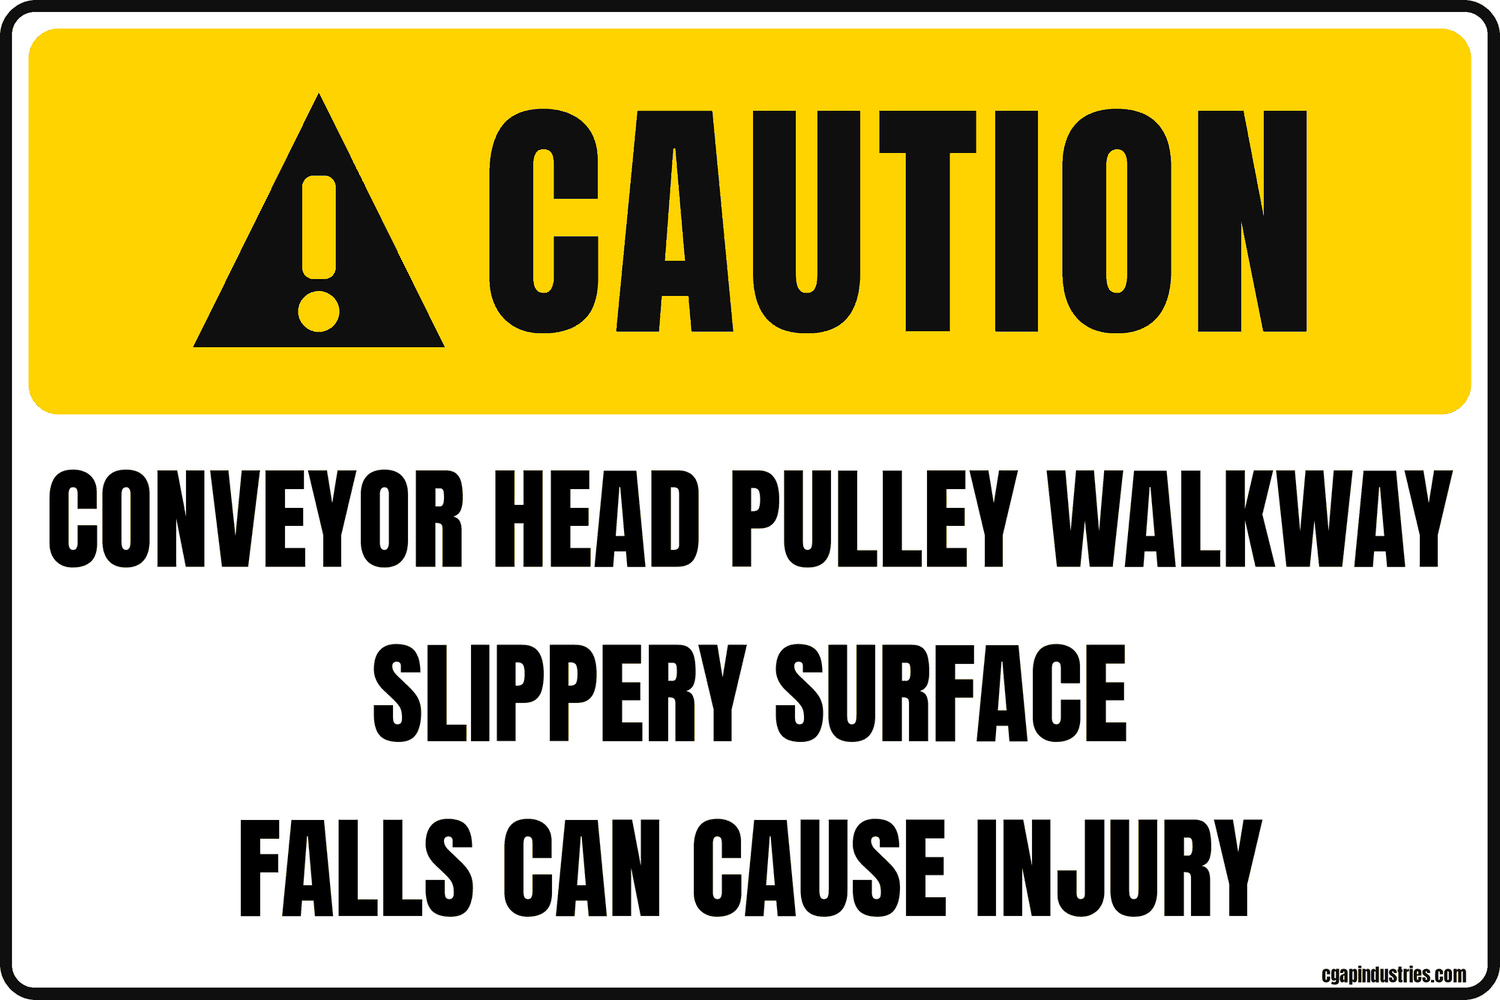 CAUTION
CONVEYOR HEAD PULLEY WALKWAY
SLIPPERY SURFACE
FALLS CAN CAUSE INJURY
cgapindustries.com